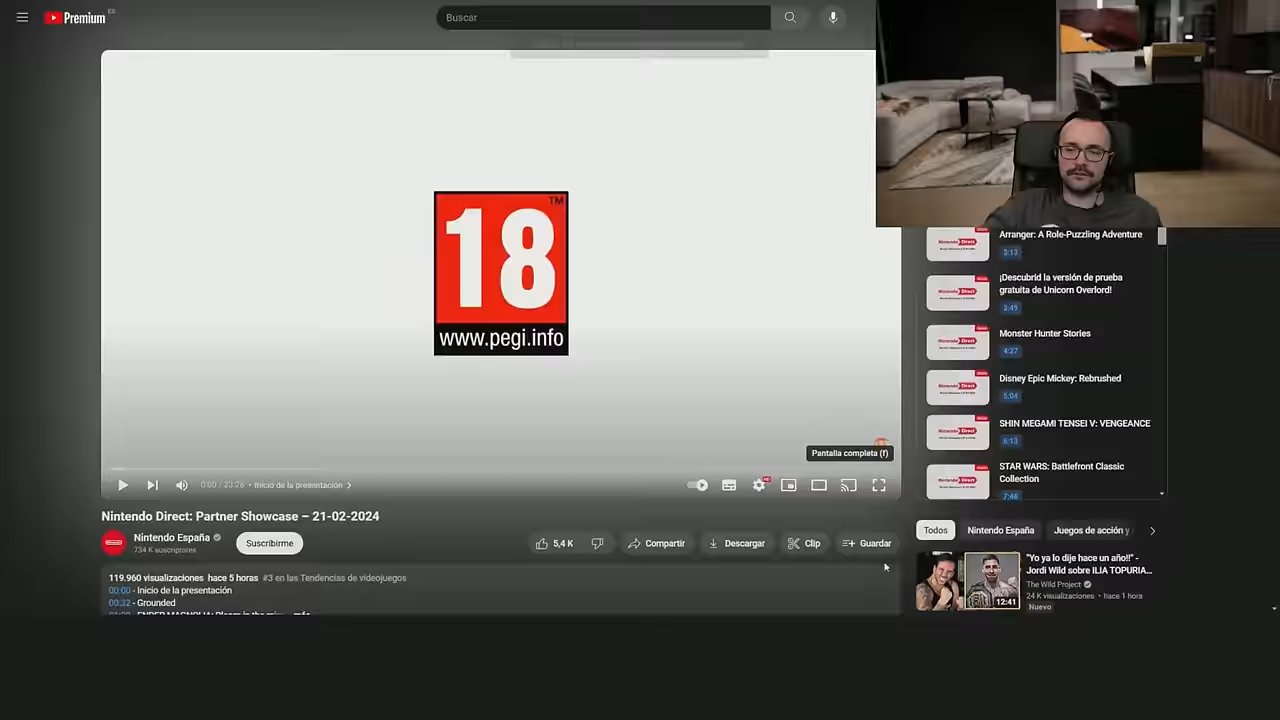 Premium
ES
Buscar
18
TM
www.pegi.info
Pantalla completa (f)
0:00 / 23:28 • Inicio de la presentación
Nintendo Direct: Partner Showcase – 21-02-2024
Nintendo España
734 K suscriptores
Suscribirme
5,4 K
Compartir
Descargar
Clip
Guardar
119.960 visualizaciones hace 5 horas #3 en las Tendencias de videojuegos
00:00 - Inicio de la presentación
00:32 - Grounded
Arranger: A Role-Puzzling Adventure
3:13
¡Descubrid la versión de prueba
gratuita de Unicorn Overlord!
3:49
Monster Hunter Stories
4:27
Disney Epic Mickey: Rebrushed
5:04
SHIN MEGAMI TENSEI V: VENGEANCE
6:13
STAR WARS: Battlefront Classic
Collection
7:46
Todos
Nintendo España
Juegos de acción y
"Yo ya lo dije hace un año!!" -
Jordi Wild sobre ILIA TOPURIA...
The Wild Project
24 K visualizaciones • hace 1 hora
Nuevo
12:41